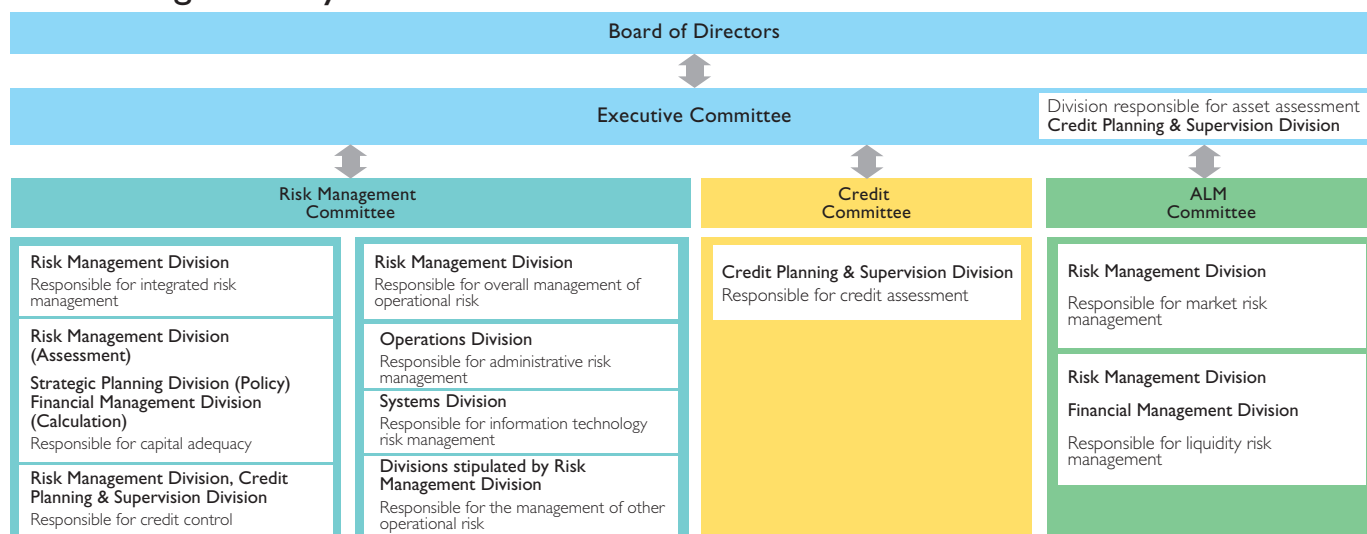 Board of Directors
Executive Committee
Division responsible for asset assessment
Credit Planning & Supervision Division
Risk Management
Committee
Credit
Committee
ALM
Committee
Risk Management Division
Responsible for integrated risk
management
Risk Management Division
(Assessment)
Strategic Planning Division (Policy)
Financial Management Division
(Calculation)
Responsible for capital adequacy
Risk Management Division, Credit
Planning & Supervision Division
Responsible for credit control
Risk Management Division
Responsible for overall management of
operational risk
Operations Division
Responsible for administrative risk
management
Systems Division
Responsible for information technology
risk management
Divisions stipulated by Risk
Management Division
Responsible for the management of other
operational risk
Credit Planning & Supervision Division
Responsible for credit assessment
Risk Management Division
Responsible for market risk
management
Risk Management Division
Financial Management Division
Responsible for liquidity risk
management